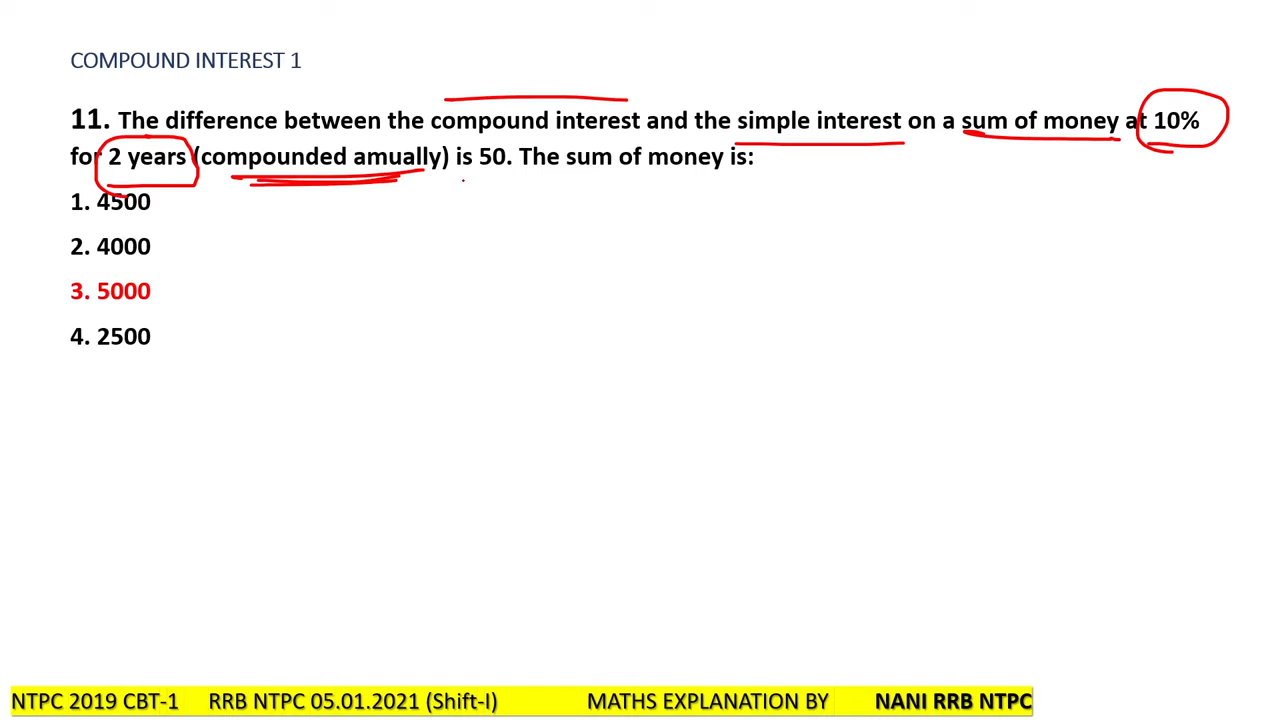 COMPOUND INTEREST 1
11. The difference between the compound interest and the simple interest on a sum of money at 10%
for 2 years (compounded amually) is 50. The sum of money is:
1. 4500
2. 4000
3. 5000
4. 2500
NTPC 2019 CBT-1 RRB NTPC 05.01.2021 (Shift-I) MATHS EXPLANATION BY NANI RRB NTPC